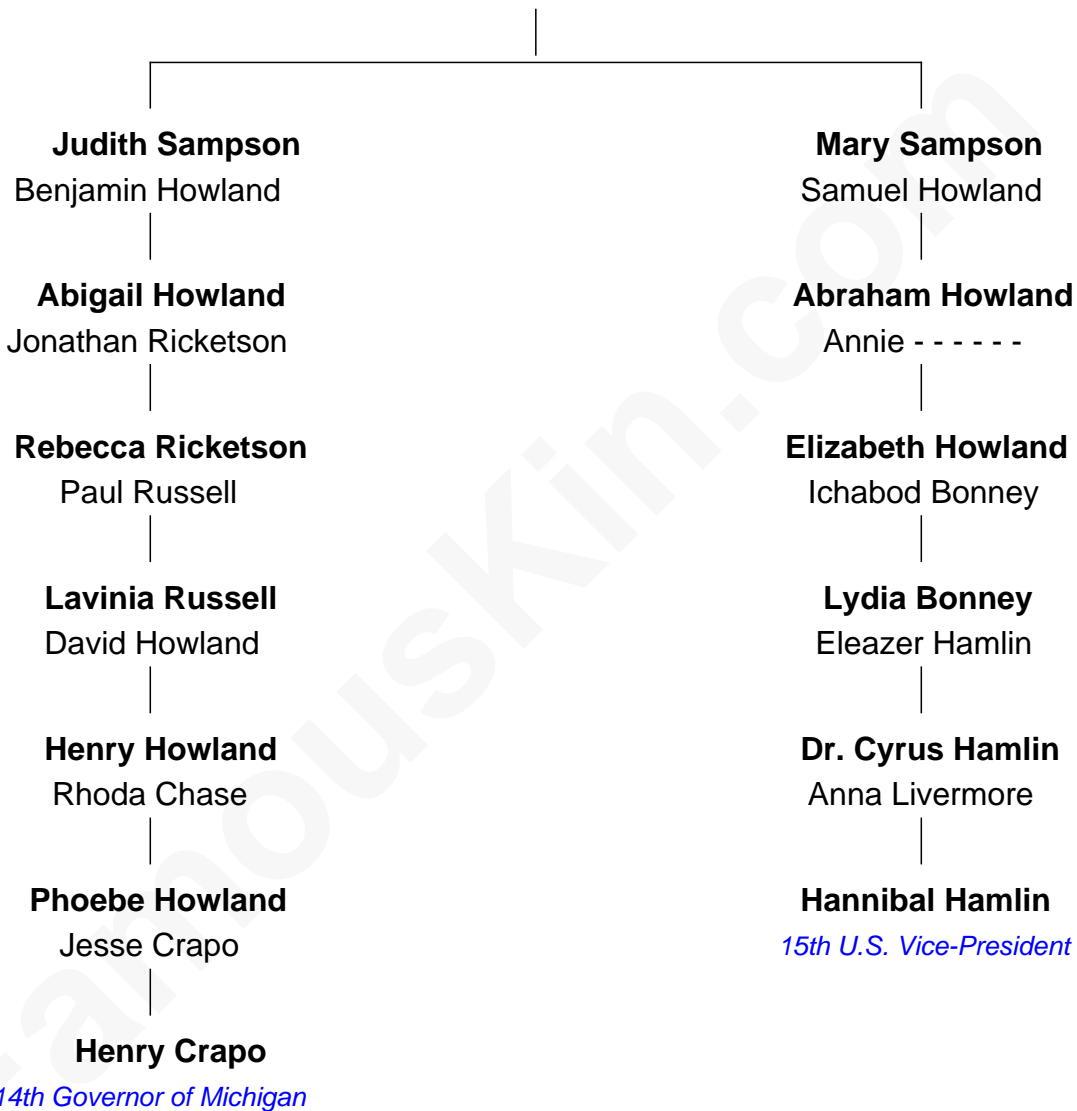 Judith Sampson
Benjamin Howland
Mary Sampson
Samuel Howland
Abigail Howland
Jonathan Ricketson
Abraham Howland
Annie - - - - - -
Rebecca Ricketson
Paul Russell
Elizabeth Howland
Ichabod Bonney
Lavinia Russell
David Howland
Lydia Bonney
Eleazer Hamlin
Henry Howland
Rhoda Chase
Dr. Cyrus Hamlin
Anna Livermore
Phoebe Howland
Jesse Crapo
Hannibal Hamlin
15th U.S. Vice-President
Henry Crapo
14th Governor of Michigan
FamousKin.com